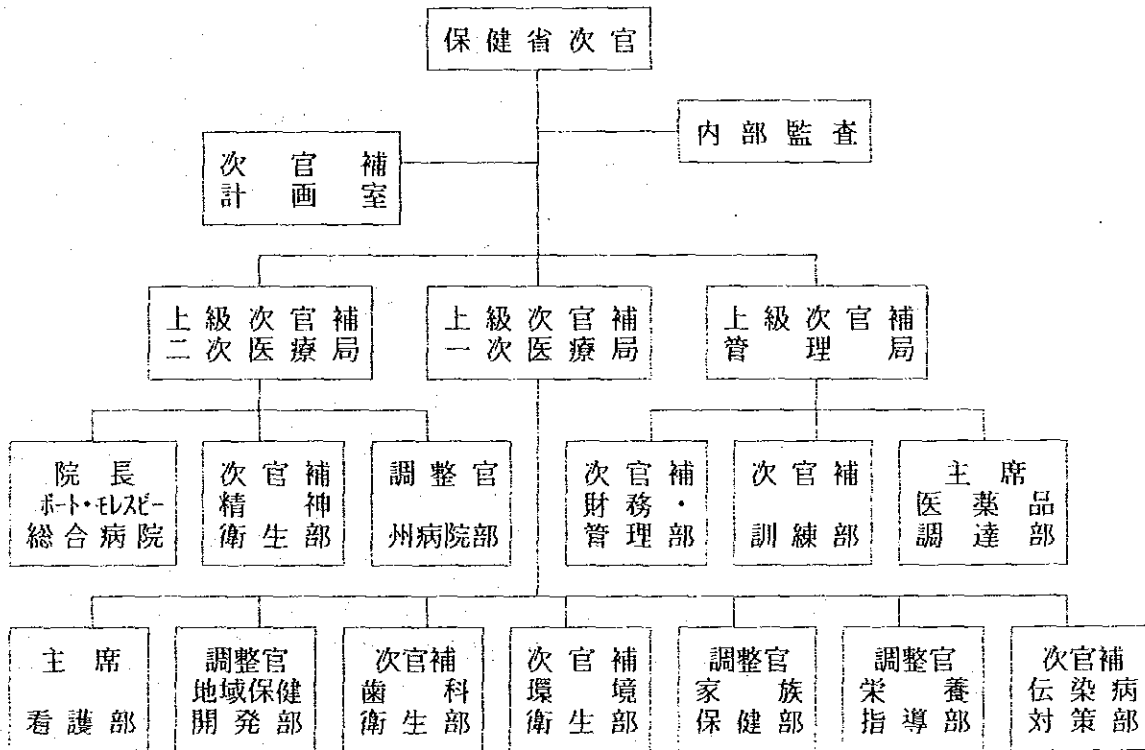 保健省次官
内部監査
次官補
計画室
上級次官補
二次医療局
上級次官補
一次医療局
上級次官補
管理局
院長
ポート・モレスビー
総合病院
次官補
精神
衛生部
調整官
州病院部
次官補
財務・
管理部
次官補
訓練部
主席
医薬品
調達部
主席
看護部
調整官
地域保健
開発部
次官補
歯科
衛生部
次官補
環境
衛生部
調整官
家族
保健部
調整官
栄養
指導部
次官補
伝染病
対策部